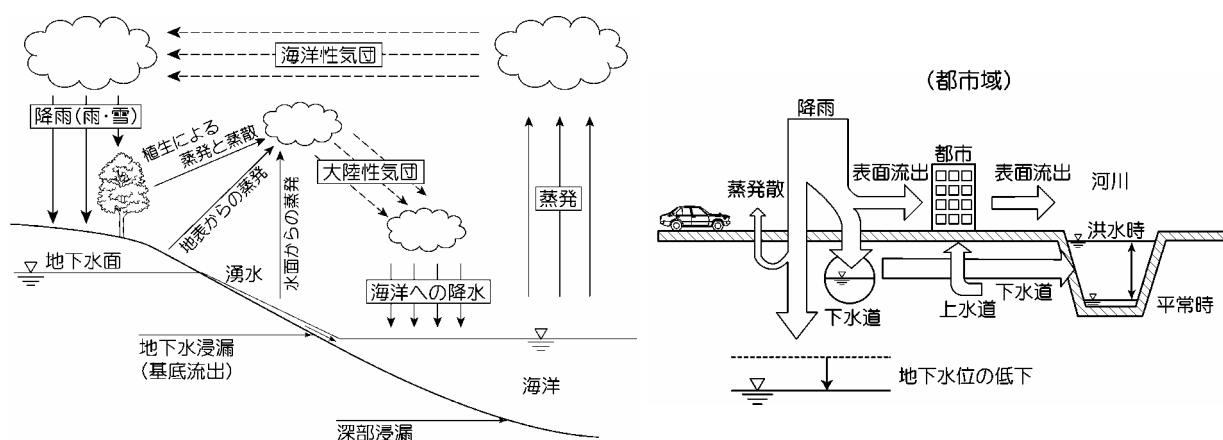 海洋性気団
降雨(雨・雪)
植生による
蒸発と蒸散
大陸性気団
蒸発
地表からの蒸発
水面からの蒸発
地下水面
湧水
海洋への降水
地下水浸漏
(基底流出)
海洋
深部浸漏
(都市域)
降雨
都市
蒸発散
表面流出
表面流出
河川
洪水時
下水道
上水道
下水道
平常時
地下水位の低下